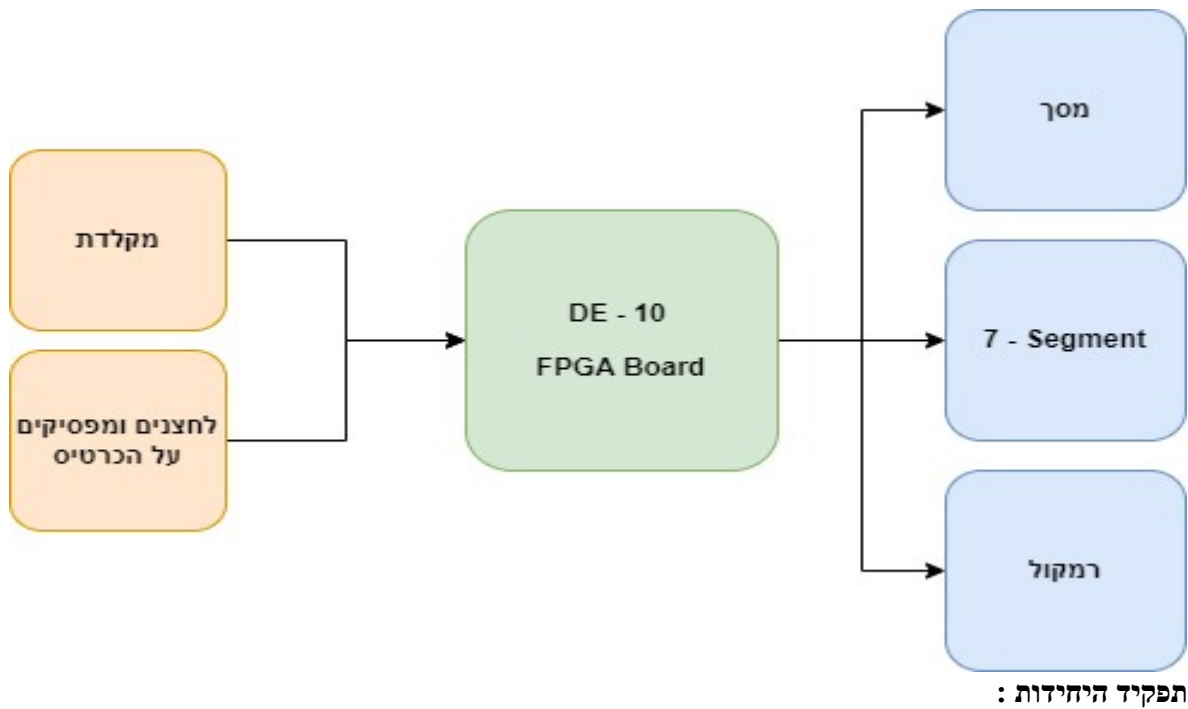 מסך
מקלדת
DE - 10
FPGA Board
7 - Segment
לחצנים ומפסיקים
על הכרטיס
רמקול
תפקיד היחידות :